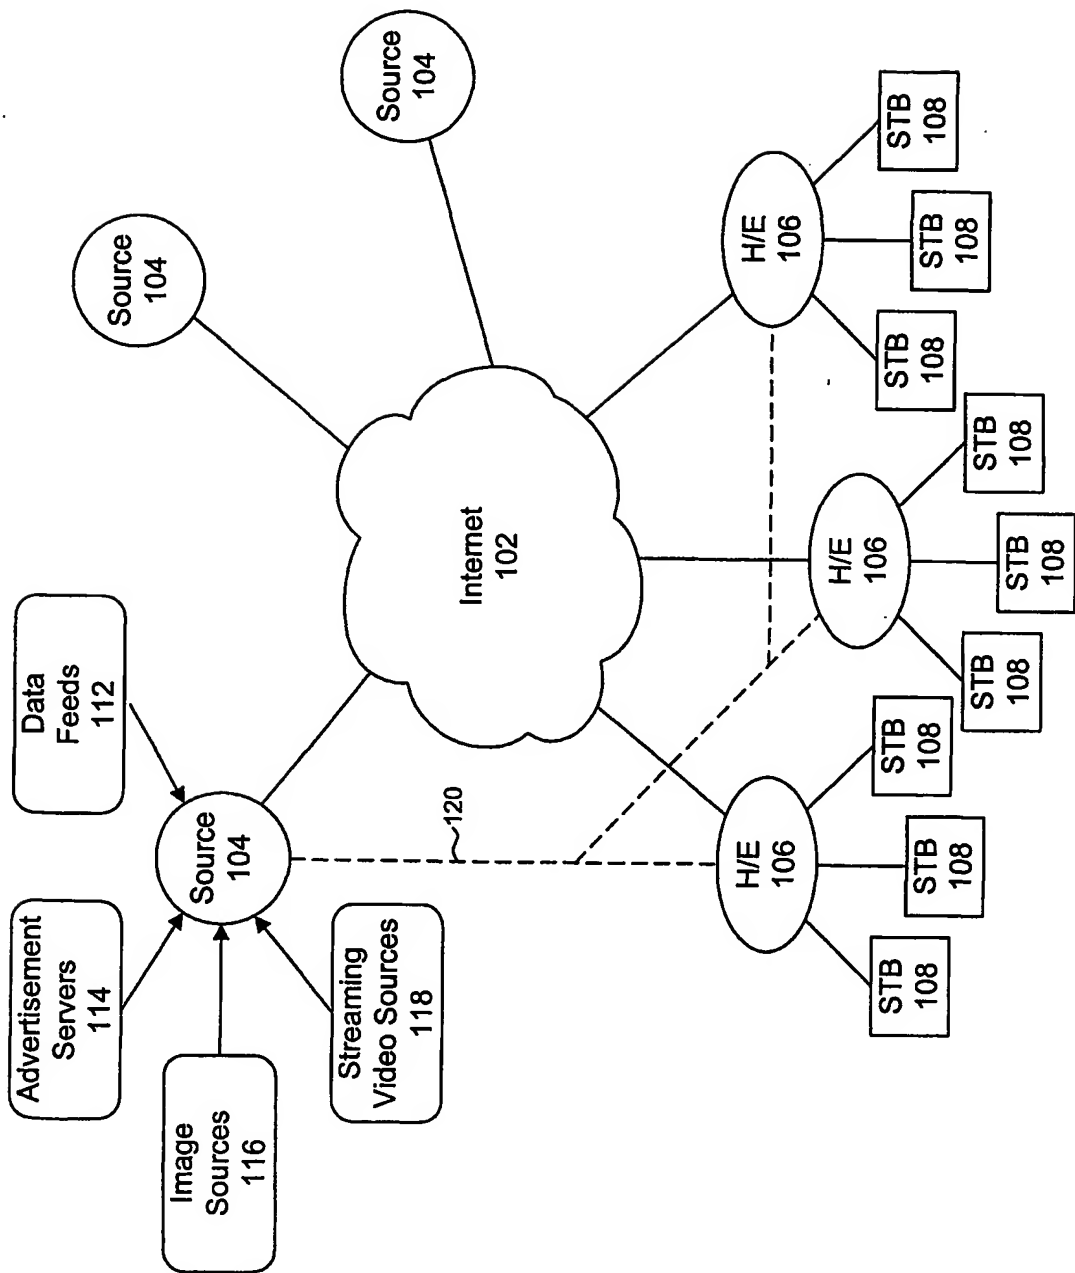 Advertisement
Servers
114
Data
Feeds
112
Image
Sources
116
Streaming
Video Sources
118
Source
104
Source
104
Source
104
120
Internet
102
H/E
106
H/E
106
H/E
106
STB
108
STB
108
STB
108
STB
108
STB
108
STB
108
STB
108
STB
108
STB
108